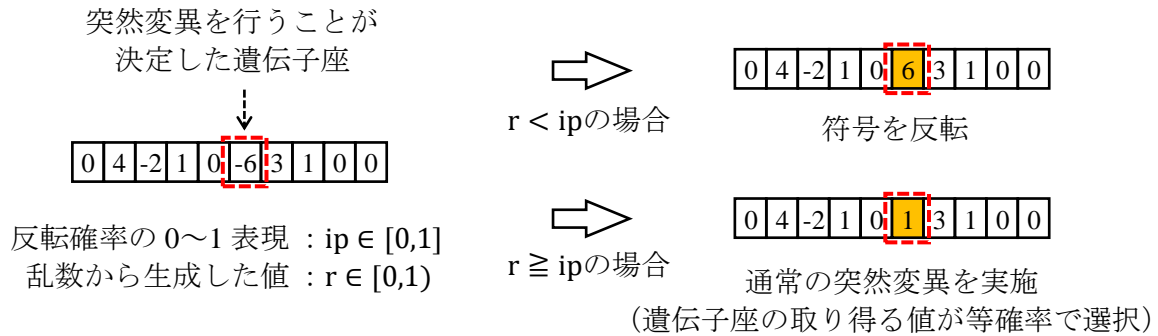 突然変異を行うことが
決定した遺伝子座
0 4 -2 1 0 -6 3 1 0 0
反転確率の 0～1 表現 ：ip ∈ [0,1]
乱数から生成した値 ：r ∈ [0,1)
r < ipの場合
0 4 -2 1 0 6 3 1 0 0
符号を反転
r ≧ ipの場合
0 4 -2 1 0 1 3 1 0 0
通常の突然変異を実施
（遺伝子座の取り得る値が等確率で選択）